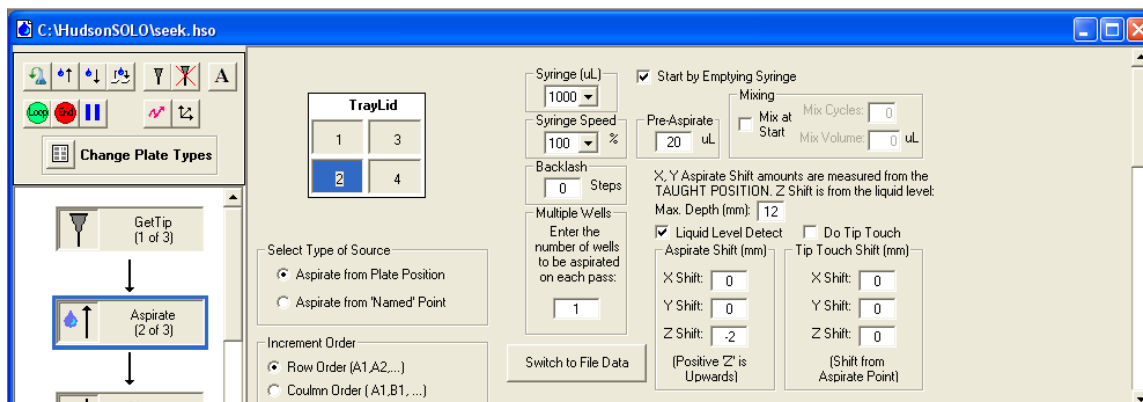 C:\HudsonSOLO\seek.hso
A
Loop
End
Change Plate Types
GetTip
(1 of 3)
Aspirate
(2 of 3)
TrayLid
1
3
2
4
Select Type of Source
Aspirate from Plate Position
Aspirate from 'Named' Point
Increment Order
Row Order (A1,A2,...)
Coulmn Order ( A1,B1, ...)
Syringe (uL)
1000
Syringe Speed
100 %
Backlash
0 Steps
Multiple Wells
Enter the
number of wells
to be aspirated
on each pass:
1
Switch to File Data
Start by Emptying Syringe
Pre-Aspirate
20 uL
Mixing
Mix at
Start
Mix Cycles: 0
Mix Volume: 0 uL
X, Y Aspirate Shift amounts are measured from the
TAUGHT POSITION. Z Shift is from the liquid level:
Max. Depth (mm): 12
Liquid Level Detect
Do Tip Touch
Aspirate Shift (mm)
X Shift: 0
Y Shift: 0
Z Shift: -2
(Positive 'Z' is
Upwards)
Tip Touch Shift (mm)
X Shift: 0
Y Shift: 0
Z Shift: 0
(Shift from
Aspirate Point)